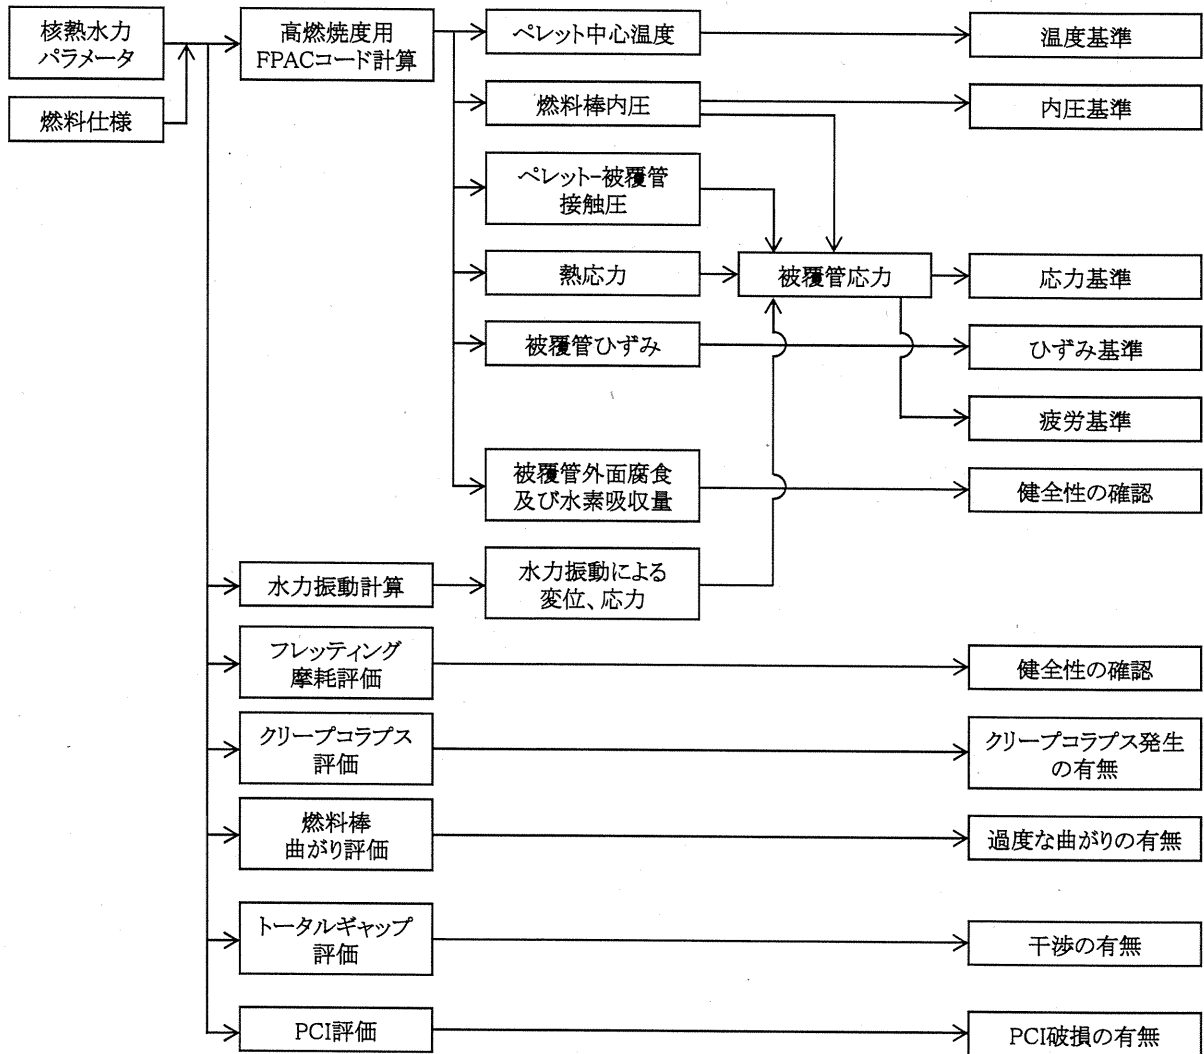 核熱水力
パラメータ
燃料仕様
高燃焼度用
FPACコード計算
ペレット中心温度
温度基準
燃料棒内圧
内圧基準
ペレット-被覆管
接触圧
熱応力
被覆管応力
応力基準
被覆管ひずみ
ひずみ基準
疲労基準
被覆管外面腐食
及び水素吸収量
健全性の確認
水力振動計算
水力振動による
変位、応力
フレッティング
摩耗評価
健全性の確認
クリープコラプス
評価
クリープコラプス発生
の有無
燃料棒
曲がり評価
過度な曲がりの有無
トータルギャップ
評価
干渉の有無
PCI評価
PCI破損の有無